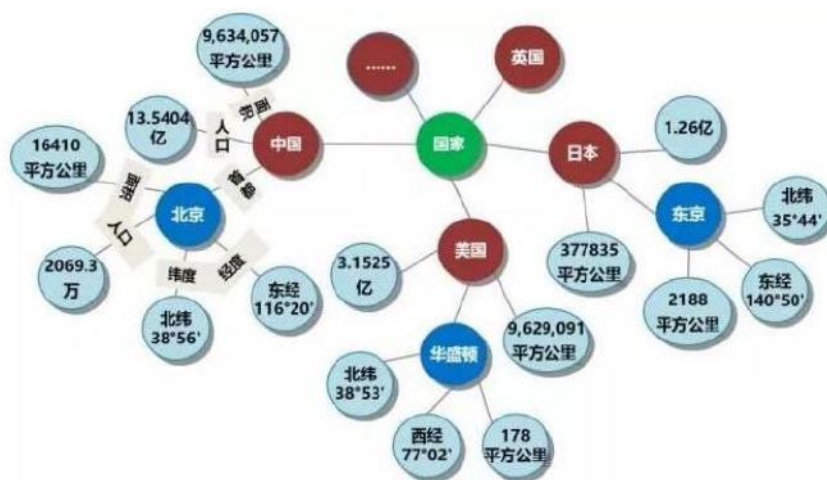 9,634,057
平方公里
......
英国
13.5404
亿
人口
面积
中国
国家
日本
1.26亿
16410
平方公里
面积
首都
北京
人口
纬度
经度
2069.3
万
北纬
38°56'
东经
116°20'
美国
3.1525
亿
9,629,091
平方公里
华盛顿
北纬
38°53'
西经
77°02'
178
平方公里
377835
平方公里
东京
北纬
35°44'
东经
140°50'
2188
平方公里